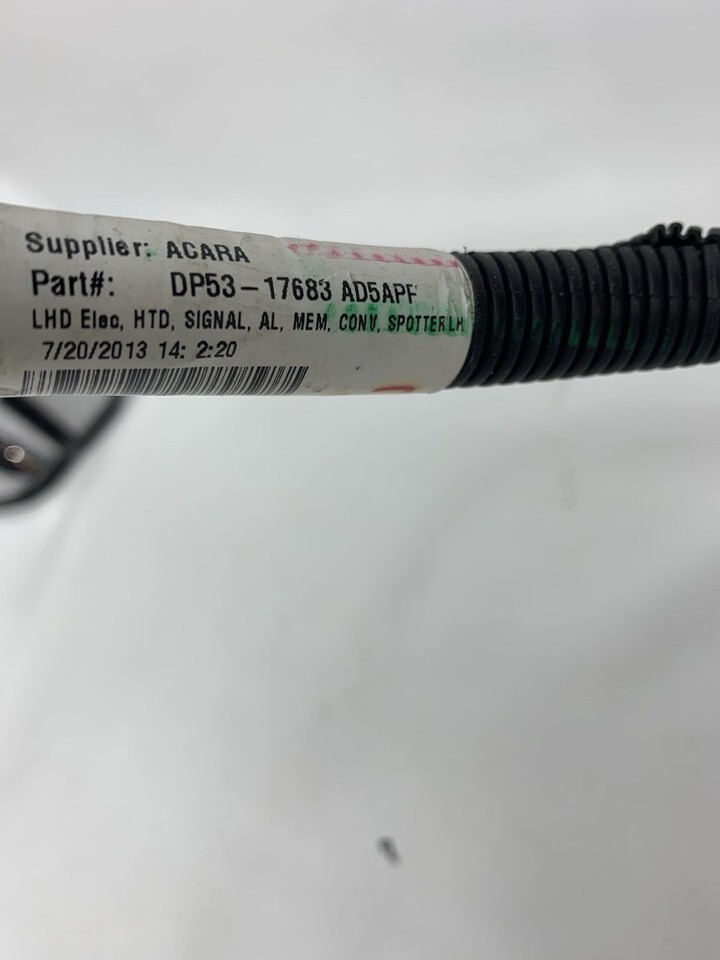 Supplier: ACARA
Part#: DP53-17683 AD5APF
LHD Elec, HTD, SIGNAL, AL, MEM, CONV, SPOTTER LH
7/20/2013 14: 2:20